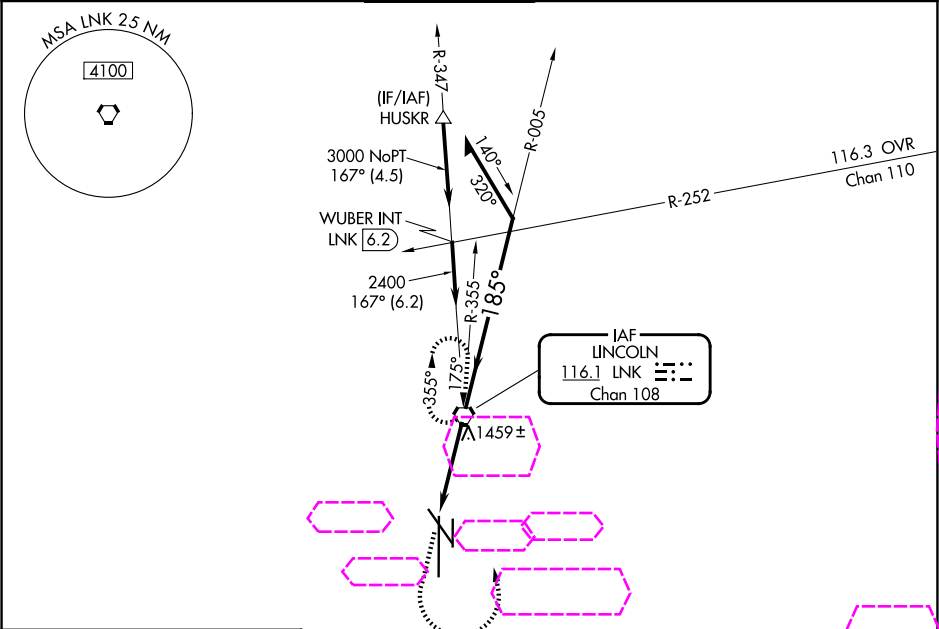 MSA LNK 25 NM
4100
R-347
(IF/IAF)
HUSKR
R-005
140°
320°
3000 NoPT
167° (4.5)
116.3 OVR
Chan 110
R-252
WUBER INT
LNK 6.2
2400
167° (6.2)
R-355
185°
IAF
LINCOLN
116.1 LNK
Chan 108
355°
175°
1459 ±